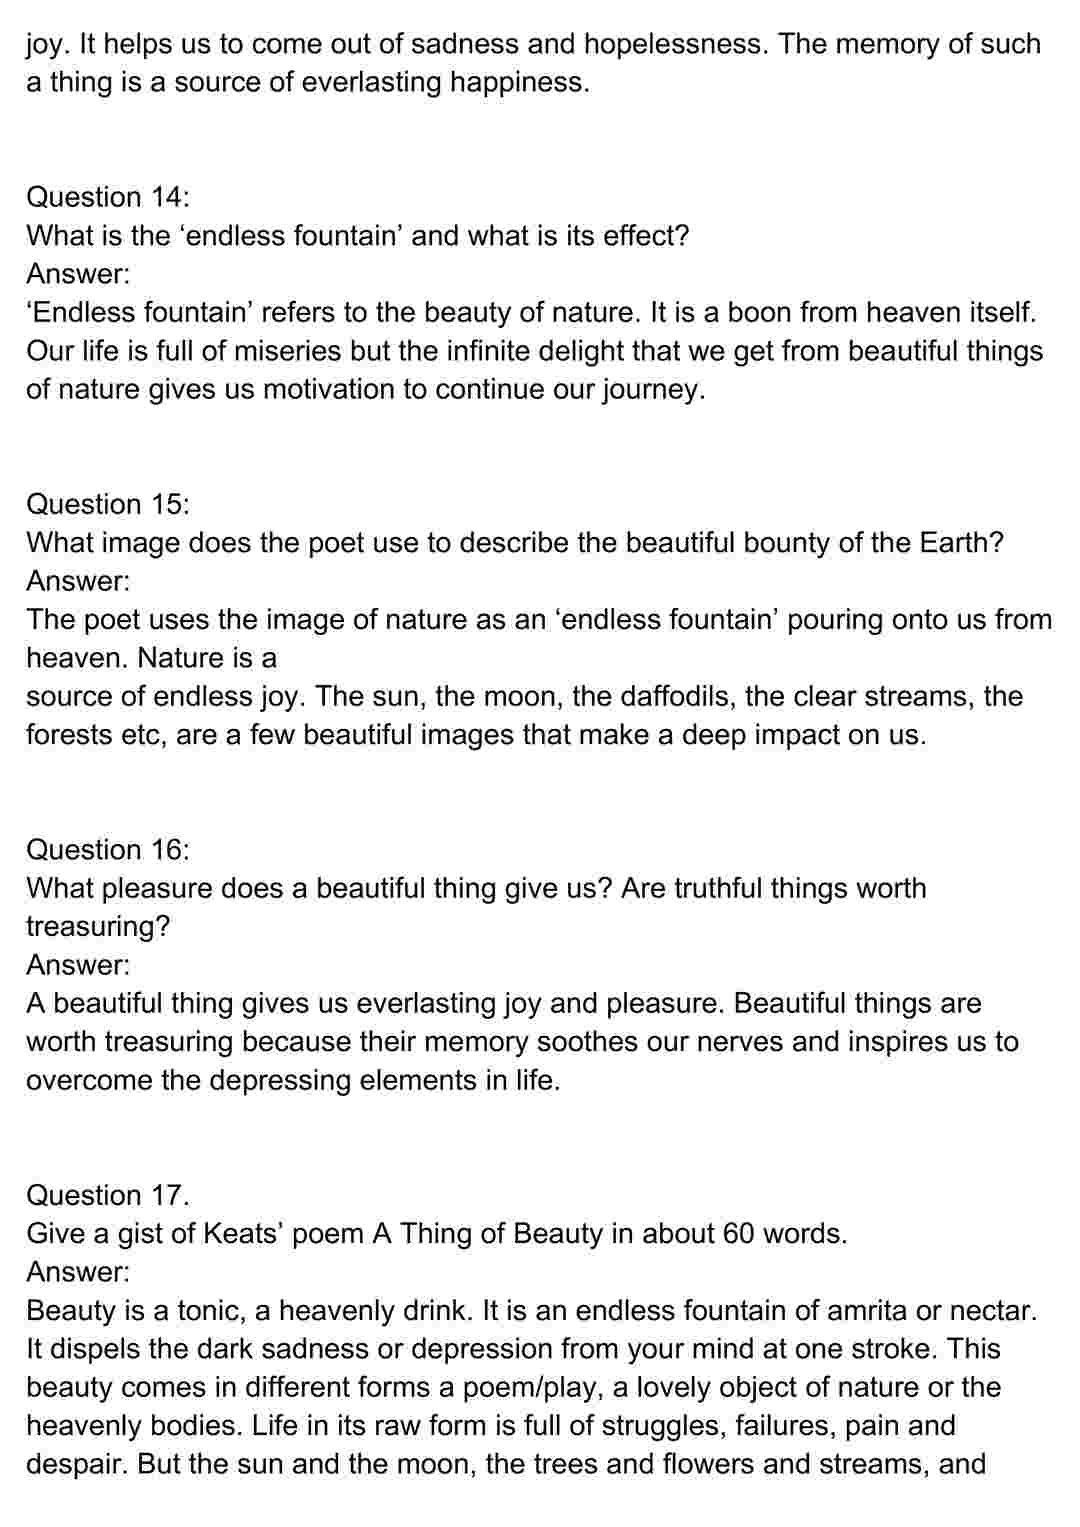 joy. It helps us to come out of sadness and hopelessness. The memory of such
a thing is a source of everlasting happiness.
Question 14:
What is the ‘endless fountain’ and what is its effect?
Answer:
‘Endless fountain’ refers to the beauty of nature. It is a boon from heaven itself.
Our life is full of miseries but the infinite delight that we get from beautiful things
of nature gives us motivation to continue our journey.
Question 15:
What image does the poet use to describe the beautiful bounty of the Earth?
Answer:
The poet uses the image of nature as an ‘endless fountain’ pouring onto us from
heaven. Nature is a
source of endless joy. The sun, the moon, the daffodils, the clear streams, the
forests etc, are a few beautiful images that make a deep impact on us.
Question 16:
What pleasure does a beautiful thing give us? Are truthful things worth
treasuring?
Answer:
A beautiful thing gives us everlasting joy and pleasure. Beautiful things are
worth treasuring because their memory soothes our nerves and inspires us to
overcome the depressing elements in life.
Question 17.
Give a gist of Keats’ poem A Thing of Beauty in about 60 words.
Answer:
Beauty is a tonic, a heavenly drink. It is an endless fountain of amrita or nectar.
It dispels the dark sadness or depression from your mind at one stroke. This
beauty comes in different forms a poem/play, a lovely object of nature or the
heavenly bodies. Life in its raw form is full of struggles, failures, pain and
despair. But the sun and the moon, the trees and flowers and streams, and